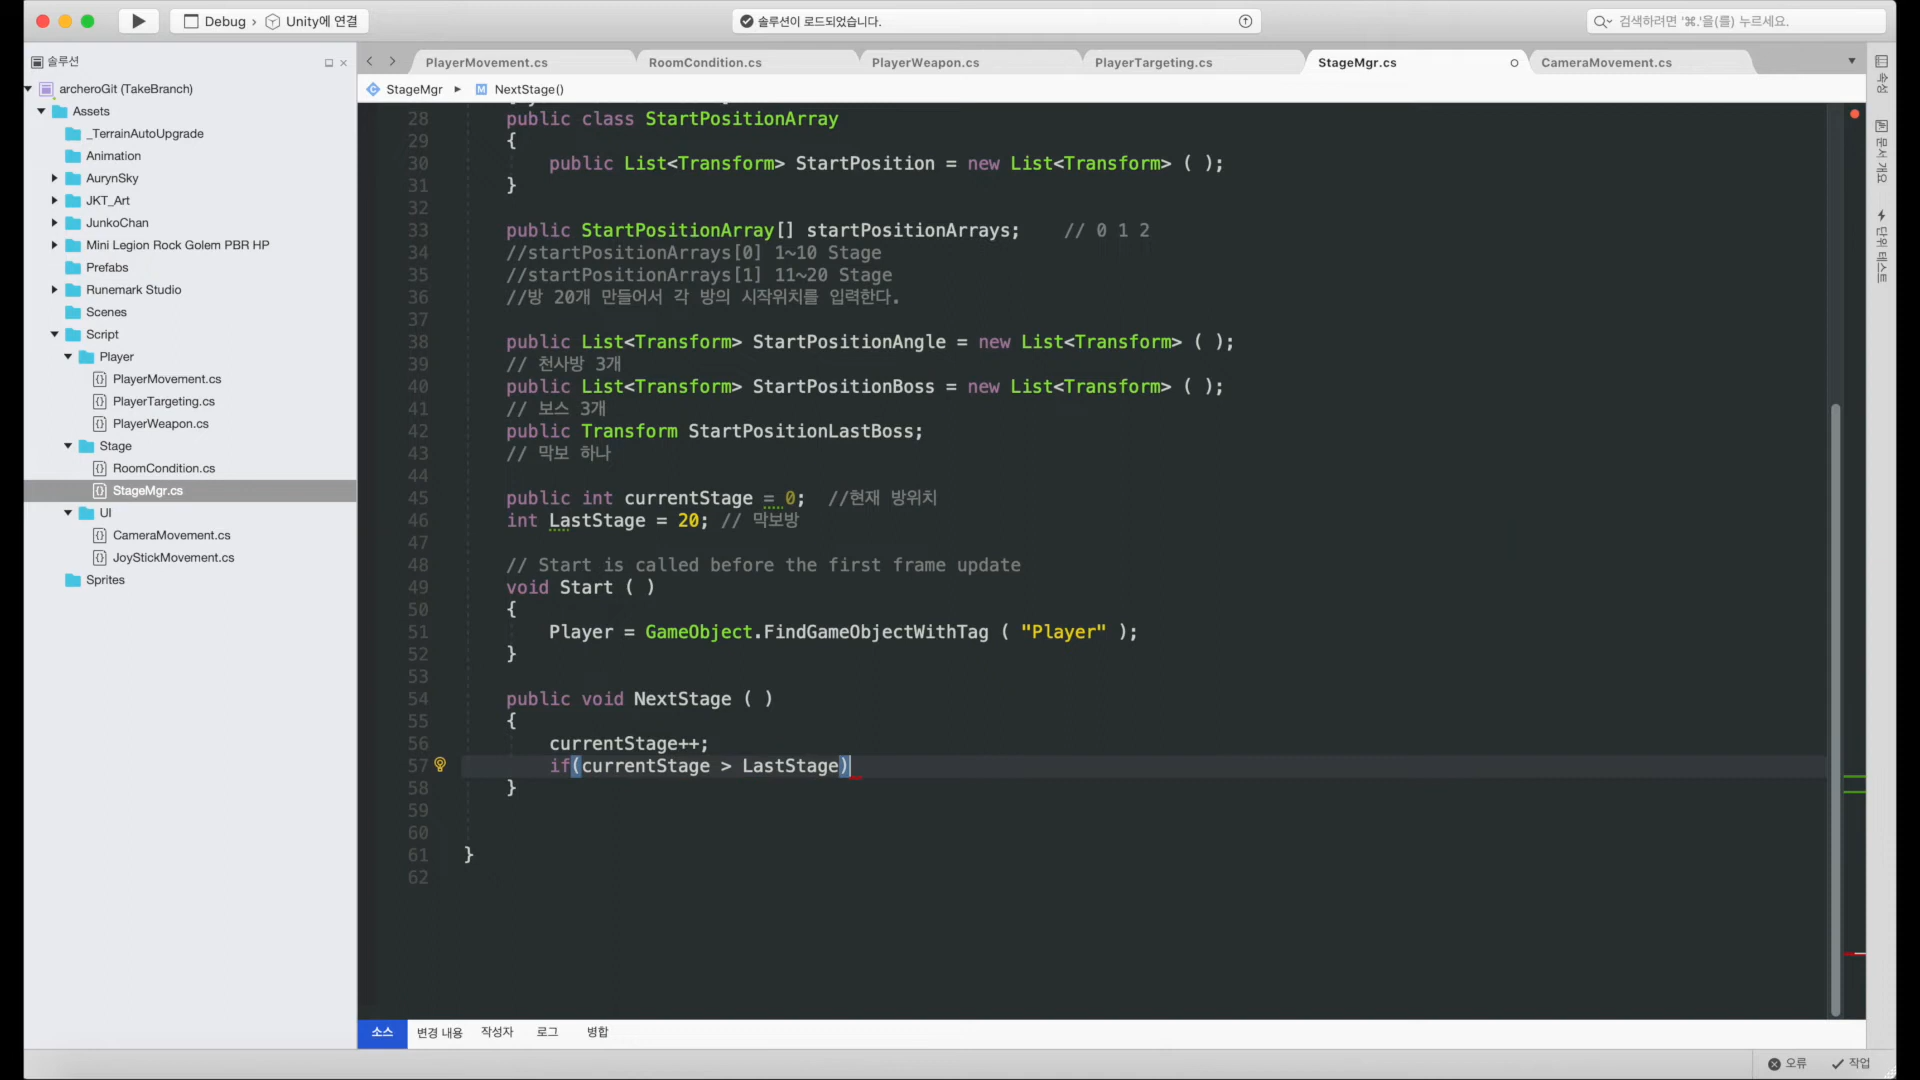 Debug › Unity에 연결
솔루션이 로드되었습니다.
검색하려면 '⌘.'을(를) 누르세요.
솔루션
archeroGit (TakeBranch)
Assets
_TerrainAutoUpgrade
Animation
AurynSky
JKT_Art
JunkoChan
Mini Legion Rock Golem PBR HP
Prefabs
Runemark Studio
Scenes
Script
Player
PlayerMovement.cs
PlayerTargeting.cs
PlayerWeapon.cs
Stage
RoomCondition.cs
StageMgr.cs
UI
CameraMovement.cs
JoyStickMovement.cs
Sprites
PlayerMovement.cs RoomCondition.cs PlayerWeapon.cs PlayerTargeting.cs StageMgr.cs CameraMovement.cs
StageMgr ▸ M NextStage()
28 public class StartPositionArray
29 {
30 public List<Transform> StartPosition = new List<Transform> ( );
31 }
32
33 public StartPositionArray[] startPositionArrays; // 0 1 2
34 //startPositionArrays[0] 1~10 Stage
35 //startPositionArrays[1] 11~20 Stage
36 //방 20개 만들어서 각 방의 시작위치를 입력한다.
37
38 public List<Transform> StartPositionAngle = new List<Transform> ( );
39 // 천사방 3개
40 public List<Transform> StartPositionBoss = new List<Transform> ( );
41 // 보스 3개
42 public Transform StartPositionLastBoss;
43 // 막보 하나
44
45 public int currentStage = 0; //현재 방위치
46 int LastStage = 20; // 막보방
47
48 // Start is called before the first frame update
49 void Start ( )
50 {
51 Player = GameObject.FindGameObjectWithTag ( "Player" );
52 }
53
54 public void NextStage ( )
55 {
56 currentStage++;
57 if(currentStage > LastStage)
58 }
59
60
61 }
62
소스 변경 내용 작성자 로그 병합
속성
문서 개요
단위 테스트
오류 작업